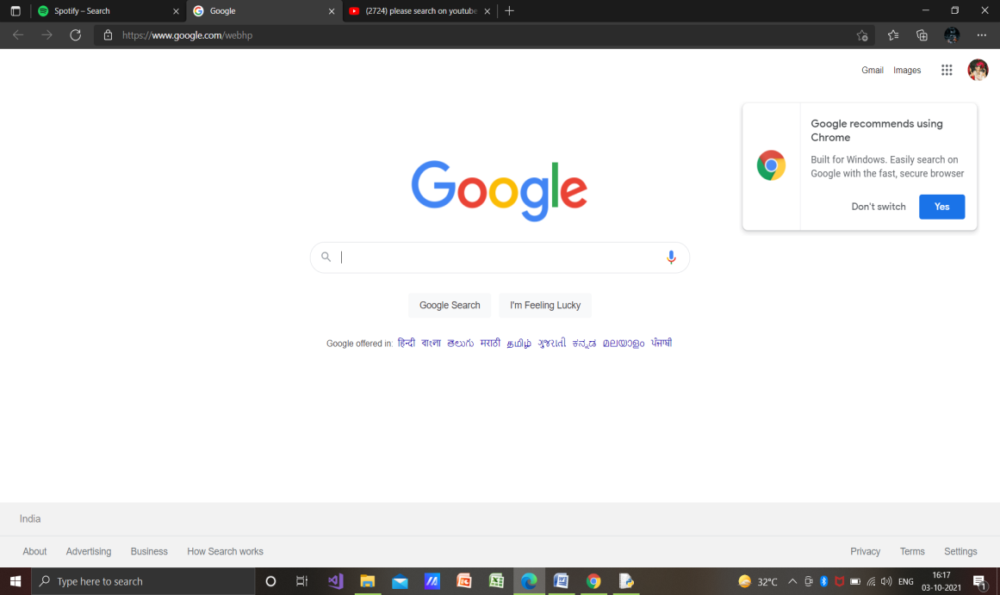 Spotify – Search
Google
(2724) please search on youtube
https://www.google.com/webhp
Gmail
Images
Google recommends using
Chrome
Built for Windows. Easily search on
Google with the fast, secure browser
Don't switch
Yes
Google
Google Search
I'm Feeling Lucky
Google offered in: हिन्दी বাংলা తెలుగు मराठी தமிழ் ગુજરાતી ಕನ್ನಡ മലയാളം ਪੰਜਾਬੀ
India
About
Advertising
Business
How Search works
Privacy
Terms
Settings
Type here to search
32°C
ENG
16:17
03-10-2021
1